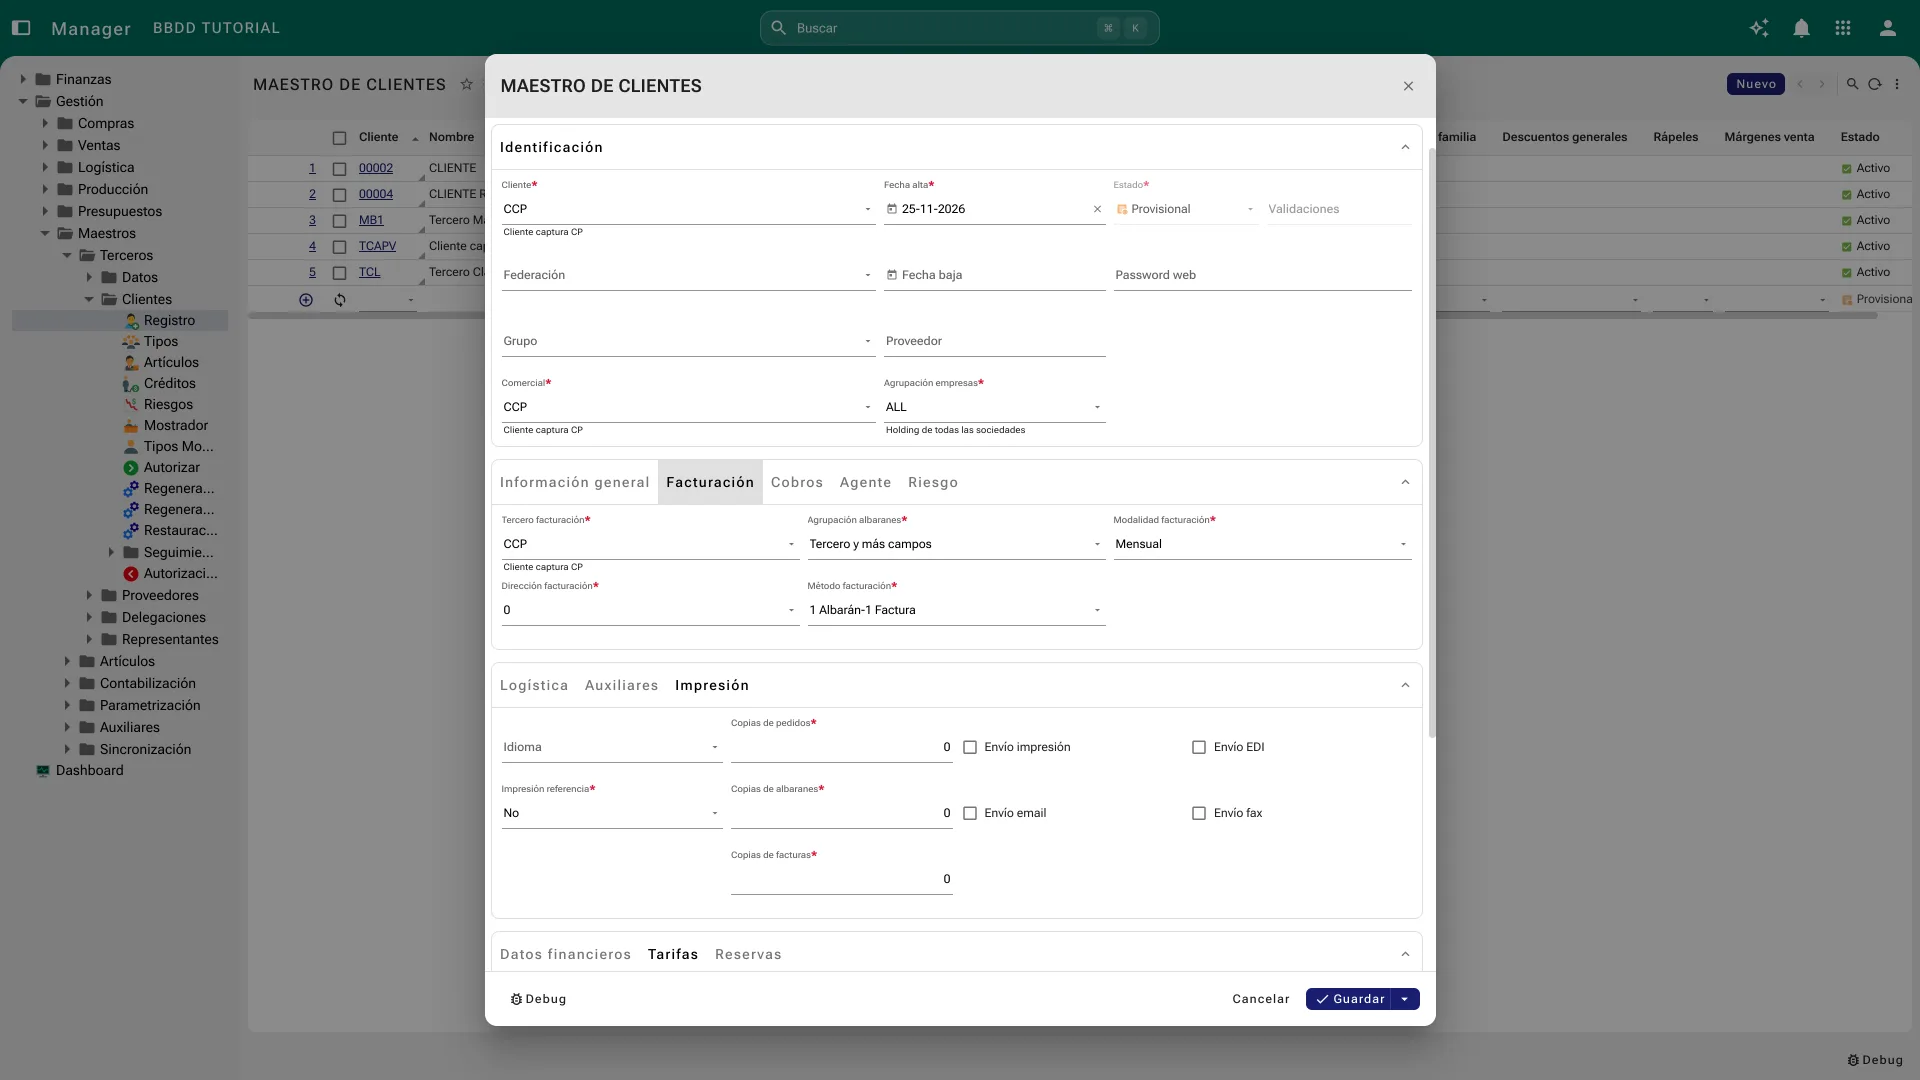 Manager
BBDD TUTORIAL
Buscar
⌘ K
Finanzas
Gestión
Compras
Ventas
Logística
Producción
Presupuestos
Maestros
Terceros
Datos
Clientes
Registro
Tipos
Artículos
Créditos
Riesgos
Mostrador
Tipos Mo...
Autorizar
Regenera...
Regenera...
Restaurac...
Seguimie...
Autorizaci...
Proveedores
Delegaciones
Representantes
Artículos
Contabilización
Parametrización
Auxiliares
Sincronización
Dashboard
MAESTRO DE CLIENTES
Nuevo
Cliente Nombre familia Descuentos generales Rápeles Márgenes venta Estado
1 00002 CLIENTE Activo
2 00004 CLIENTE R Activo
3 MB1 Tercero Ma Activo
4 TCAPV Cliente cap Activo
5 TCL Tercero Cl Activo
Provisiona
MAESTRO DE CLIENTES
Identificación
Cliente* Fecha alta* Estado*
CCP 25-11-2026 Provisional Validaciones
Cliente captura CP
Federación Fecha baja Password web
Grupo Proveedor
Comercial* Agrupación empresas*
CCP ALL
Cliente captura CP Holding de todas las sociedades
Información general Facturación Cobros Agente Riesgo
Tercero facturación* Agrupación albaranes* Modalidad facturación*
CCP Tercero y más campos Mensual
Cliente captura CP
Dirección facturación* Método facturación*
0 1 Albarán-1 Factura
Logística Auxiliares Impresión
Copias de pedidos*
Idioma 0 Envío impresión Envío EDI
Impresión referencia* Copias de albaranes*
No 0 Envío email Envío fax
Copias de facturas*
0
Datos financieros Tarifas Reservas
Debug Cancelar Guardar
Debug